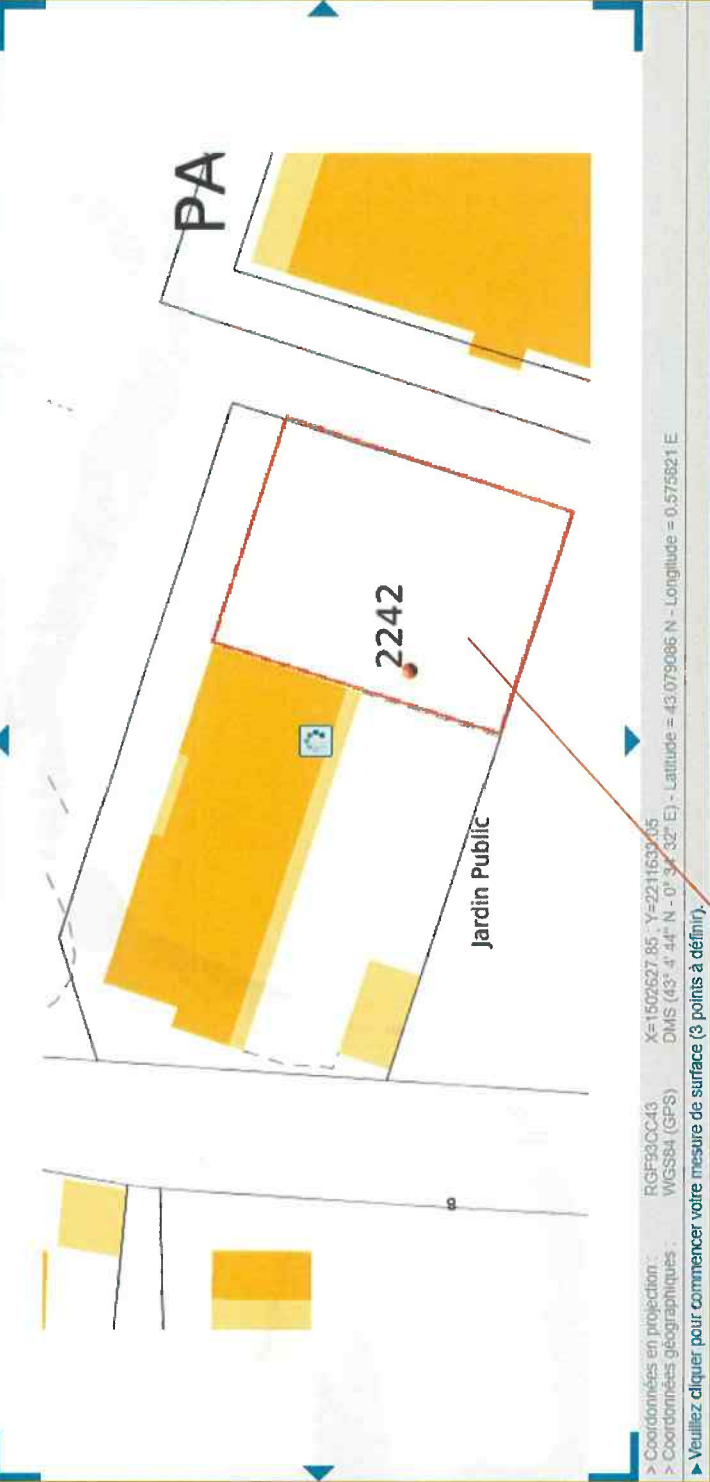 PA
2242
Jardin Public
8
> Coordonnées en projection : RGF93CC43 X=1502627.85 , Y=2211633.05
> Coordonnées géographiques : WGS84 (GPS) DMS (43° 4' 44" N - 0° 34' 32" E) - Latitude = 43.079086 N - Longitude = 0.575821 E
► Veuillez cliquer pour commencer votre mesure de surface (3 points à définir).